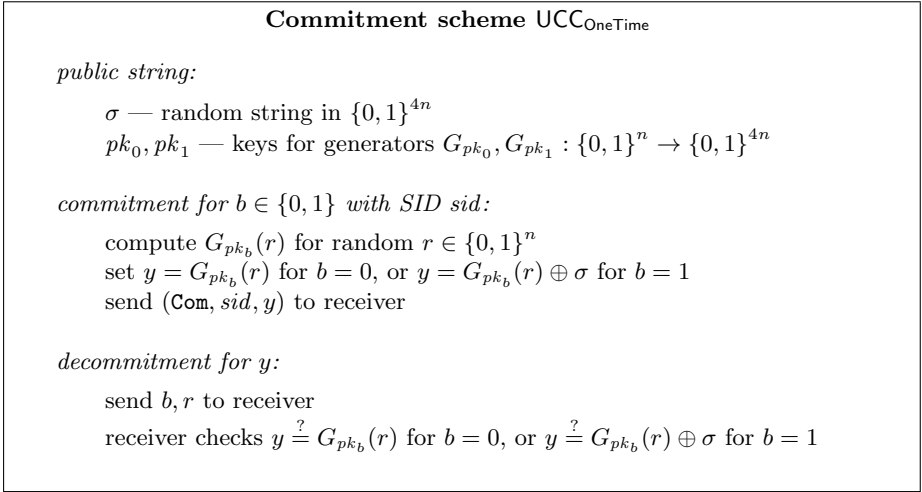 Commitment scheme UCC_OneTime
public string:
σ — random string in {0, 1}^{4n}
pk_0, pk_1 — keys for generators G_{pk_0}, G_{pk_1} : {0, 1}^n → {0, 1}^{4n}
commitment for b ∈ {0, 1} with SID sid:
compute G_{pk_b}(r) for random r ∈ {0, 1}^n
set y = G_{pk_b}(r) for b = 0, or y = G_{pk_b}(r) ⊕ σ for b = 1
send (Com, sid, y) to receiver
decommitment for y:
send b, r to receiver
receiver checks y ≟ G_{pk_b}(r) for b = 0, or y ≟ G_{pk_b}(r) ⊕ σ for b = 1